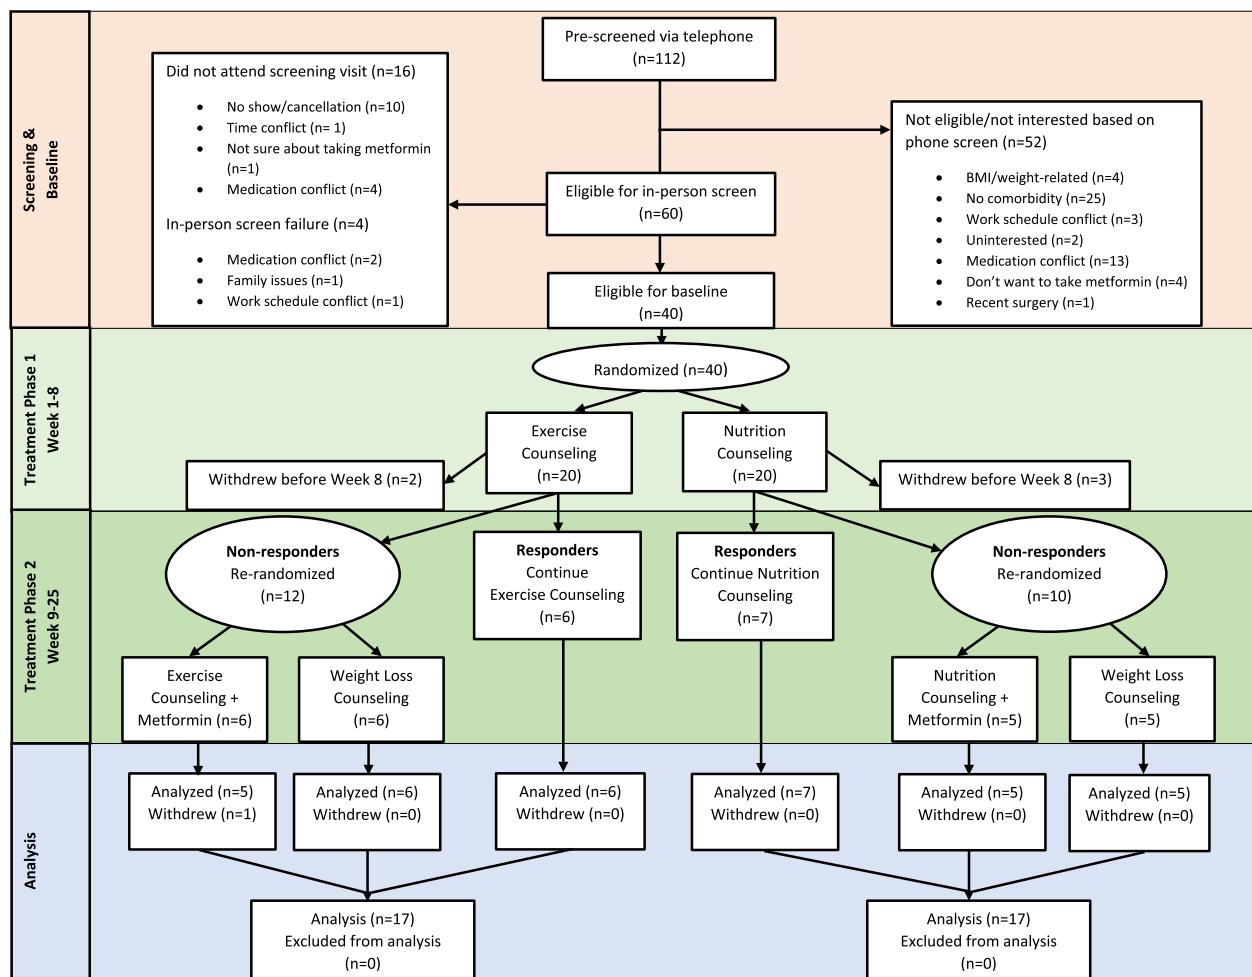 Screening &
Baseline
Pre-screened via telephone
(n=112)
Did not attend screening visit (n=16)
• No show/cancellation (n=10)
• Time conflict (n= 1)
• Not sure about taking metformin
(n=1)
• Medication conflict (n=4)
In-person screen failure (n=4)
• Medication conflict (n=2)
• Family issues (n=1)
• Work schedule conflict (n=1)
Not eligible/not interested based on
phone screen (n=52)
• BMI/weight-related (n=4)
• No comorbidity (n=25)
• Work schedule conflict (n=3)
• Uninterested (n=2)
• Medication conflict (n=13)
• Don’t want to take metformin (n=4)
• Recent surgery (n=1)
Eligible for in-person screen
(n=60)
Eligible for baseline
(n=40)
Treatment Phase 1
Week 1-8
Randomized (n=40)
Exercise
Counseling
(n=20)
Nutrition
Counseling
(n=20)
Withdrew before Week 8 (n=2)
Withdrew before Week 8 (n=3)
Treatment Phase 2
Week 9-25
Non-responders
Re-randomized
(n=12)
Responders
Continue
Exercise Counseling
(n=6)
Responders
Continue Nutrition
Counseling
(n=7)
Non-responders
Re-randomized
(n=10)
Exercise
Counseling +
Metformin (n=6)
Weight Loss
Counseling
(n=6)
Nutrition
Counseling +
Metformin (n=5)
Weight Loss
Counseling
(n=5)
Analysis
Analyzed (n=5)
Withdrew (n=1)
Analyzed (n=6)
Withdrew (n=0)
Analyzed (n=6)
Withdrew (n=0)
Analyzed (n=7)
Withdrew (n=0)
Analyzed (n=5)
Withdrew (n=0)
Analyzed (n=5)
Withdrew (n=0)
Analysis (n=17)
Excluded from analysis
(n=0)
Analysis (n=17)
Excluded from analysis
(n=0)